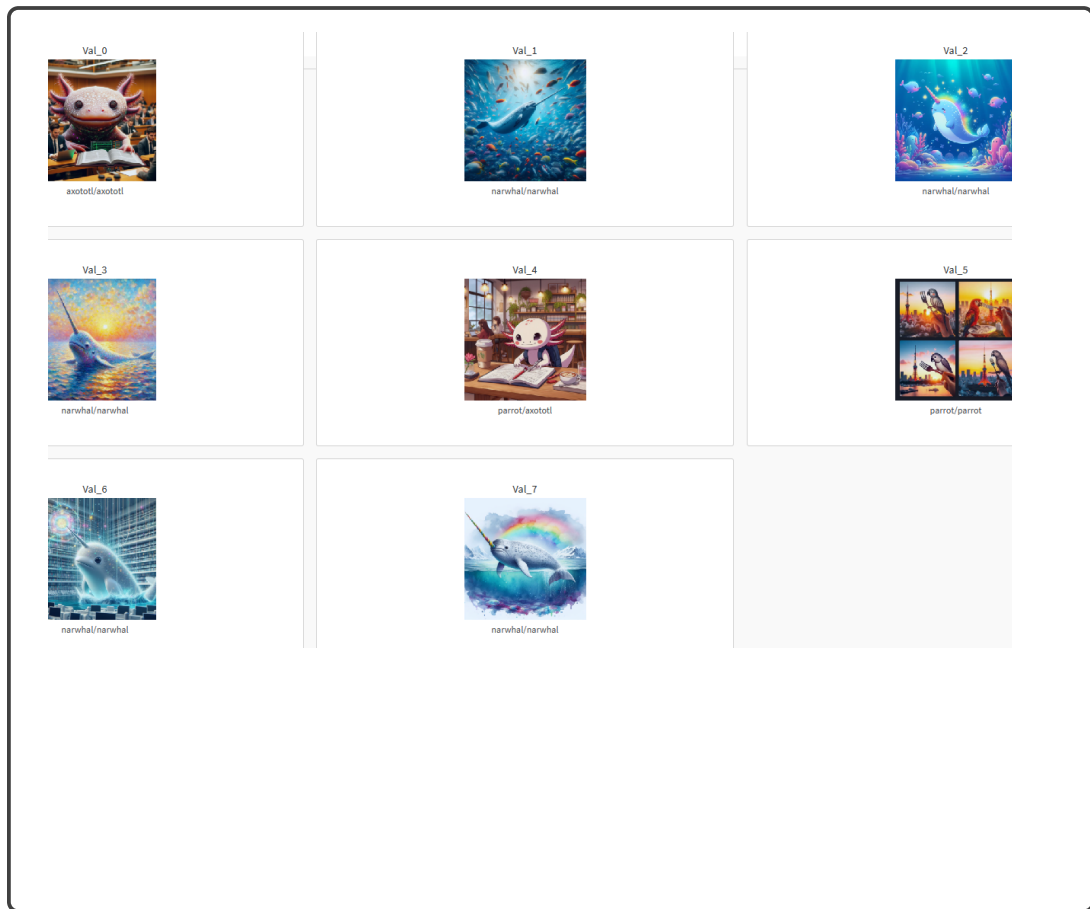 Val_0
Val_1
Val_2
axototl/axototl
narwhal/narwhal
narwhal/narwhal
Val_3
Val_4
Val_5
narwhal/narwhal
parrot/axototl
parrot/parrot
Val_6
Val_7
narwhal/narwhal
narwhal/narwhal